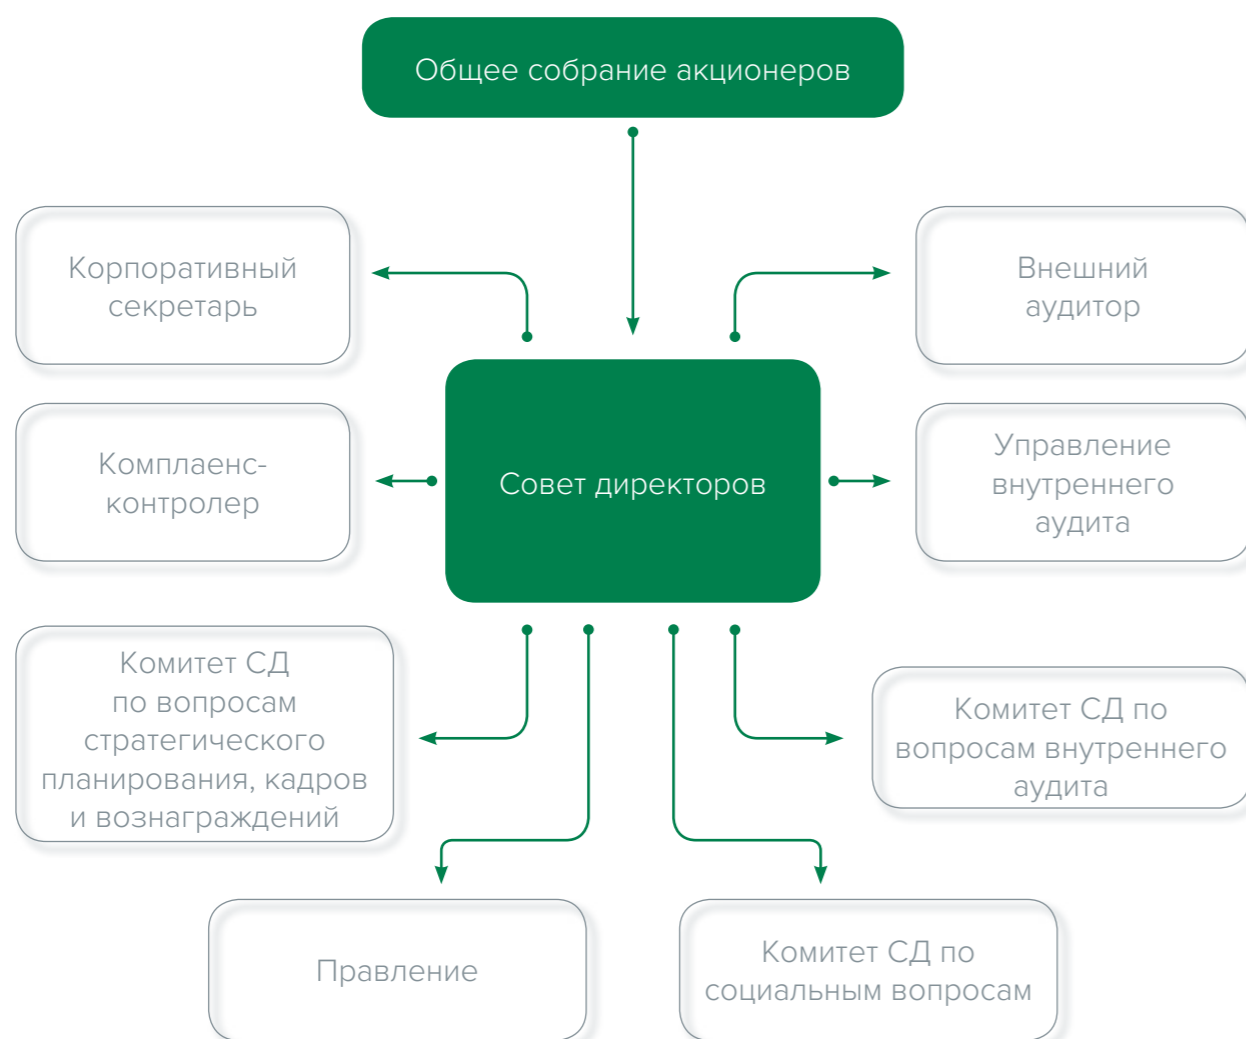 Общее собрание акционеров
Корпоративный
секретарь
Внешний
аудитор
Комплаенс-
контролер
Совет директоров
Управление
внутреннего
аудита
Комитет СД
по вопросам
стратегического
планирования, кадров
и вознаграждений
Комитет СД по
вопросам внутреннего
аудита
Правление
Комитет СД по
социальным вопросам